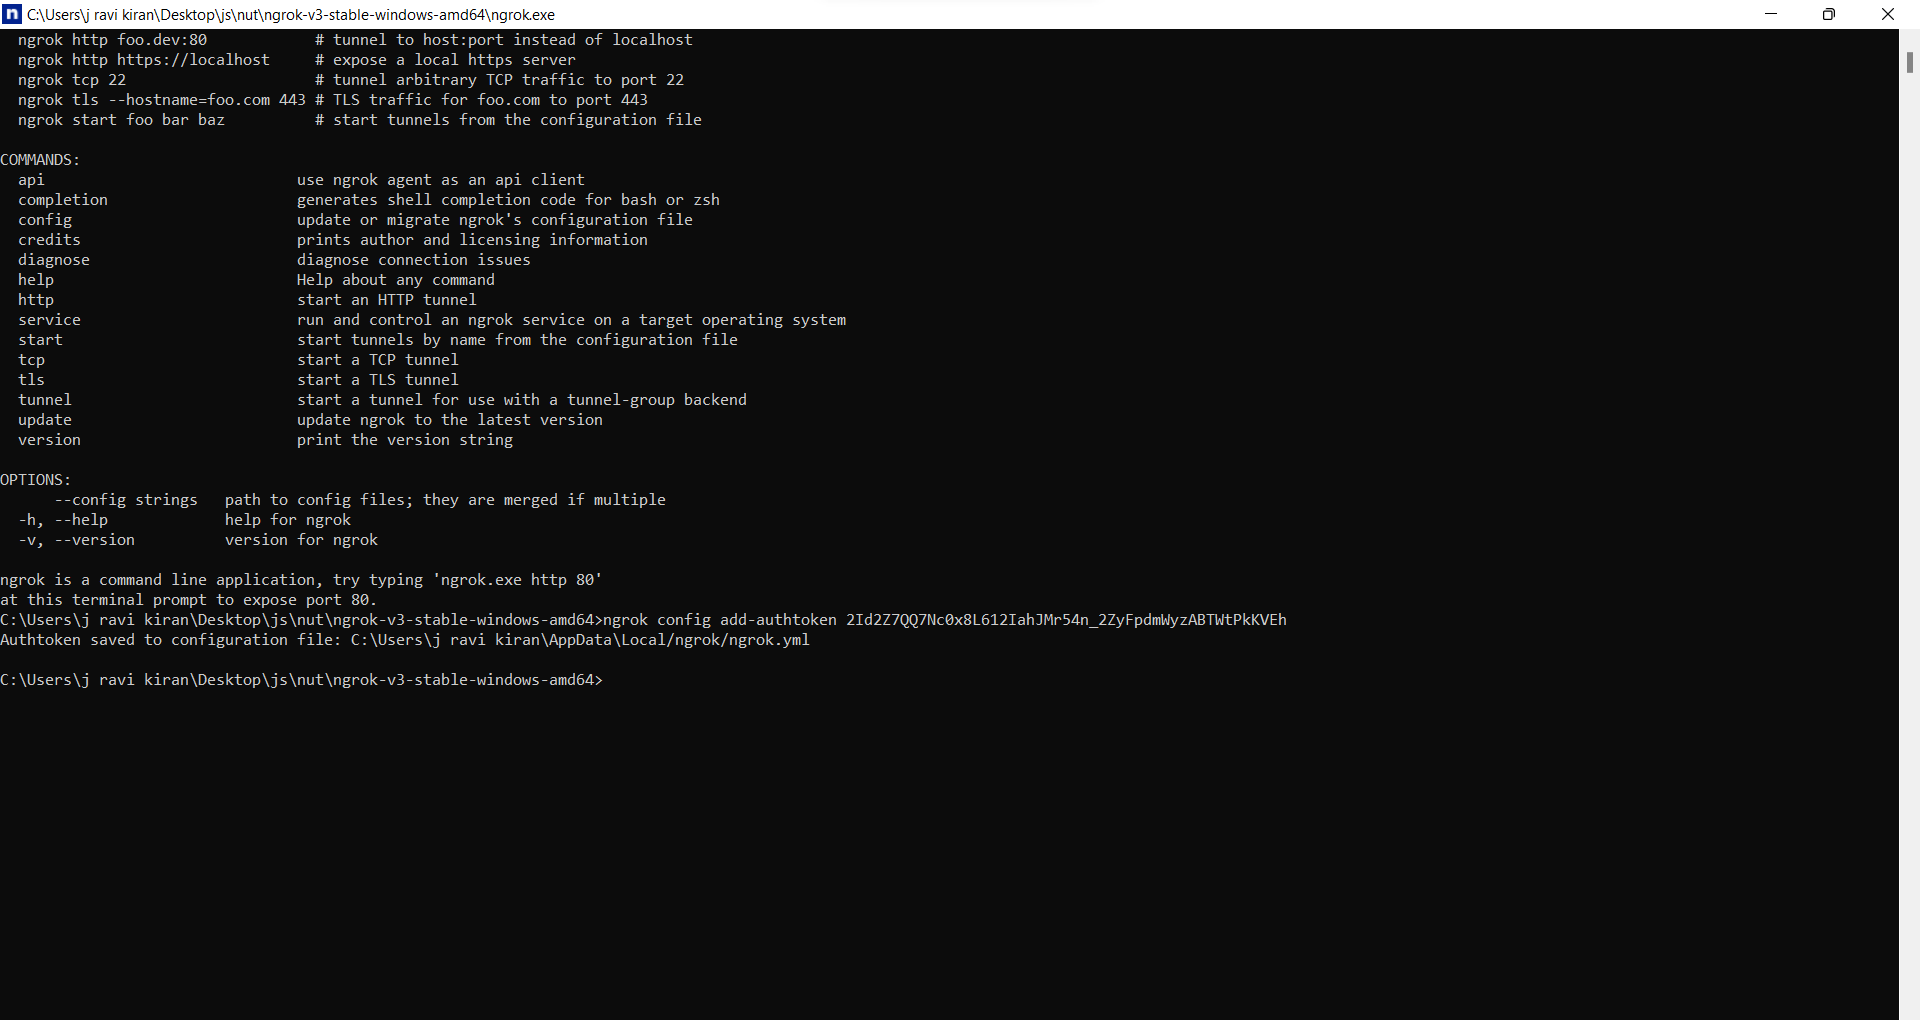 n C:\Users\j ravi kiran\Desktop\js\nut\ngrok-v3-stable-windows-amd64\ngrok.exe
ngrok http foo.dev:80 # tunnel to host:port instead of localhost
ngrok http https://localhost # expose a local https server
ngrok tcp 22 # tunnel arbitrary TCP traffic to port 22
ngrok tls --hostname=foo.com 443 # TLS traffic for foo.com to port 443
ngrok start foo bar baz # start tunnels from the configuration file
COMMANDS:
api use ngrok agent as an api client
completion generates shell completion code for bash or zsh
config update or migrate ngrok's configuration file
credits prints author and licensing information
diagnose diagnose connection issues
help Help about any command
http start an HTTP tunnel
service run and control an ngrok service on a target operating system
start start tunnels by name from the configuration file
tcp start a TCP tunnel
tls start a TLS tunnel
tunnel start a tunnel for use with a tunnel-group backend
update update ngrok to the latest version
version print the version string
OPTIONS:
--config strings path to config files; they are merged if multiple
-h, --help help for ngrok
-v, --version version for ngrok
ngrok is a command line application, try typing 'ngrok.exe http 80'
at this terminal prompt to expose port 80.
C:\Users\j ravi kiran\Desktop\js\nut\ngrok-v3-stable-windows-amd64>ngrok config add-authtoken 2Id2Z7QQ7Nc0x8L612IahJMr54n_2ZyFpdmWyzABTWtPkKVEh
Authtoken saved to configuration file: C:\Users\j ravi kiran\AppData\Local/ngrok/ngrok.yml
C:\Users\j ravi kiran\Desktop\js\nut\ngrok-v3-stable-windows-amd64>